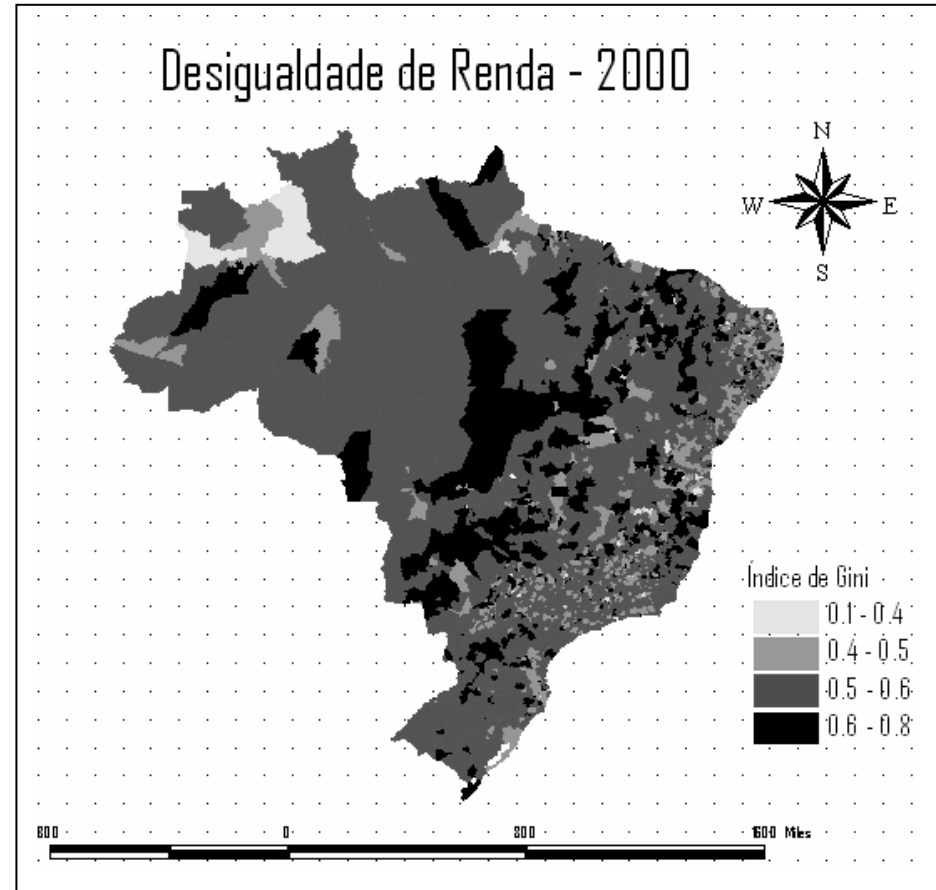 Desigualdade de Renda - 2000
N
W E
S
Índice de Gini
0.1 - 0.4
0.4 - 0.5
0.5 - 0.6
0.6 - 0.8
800 0 800 1600 Miles